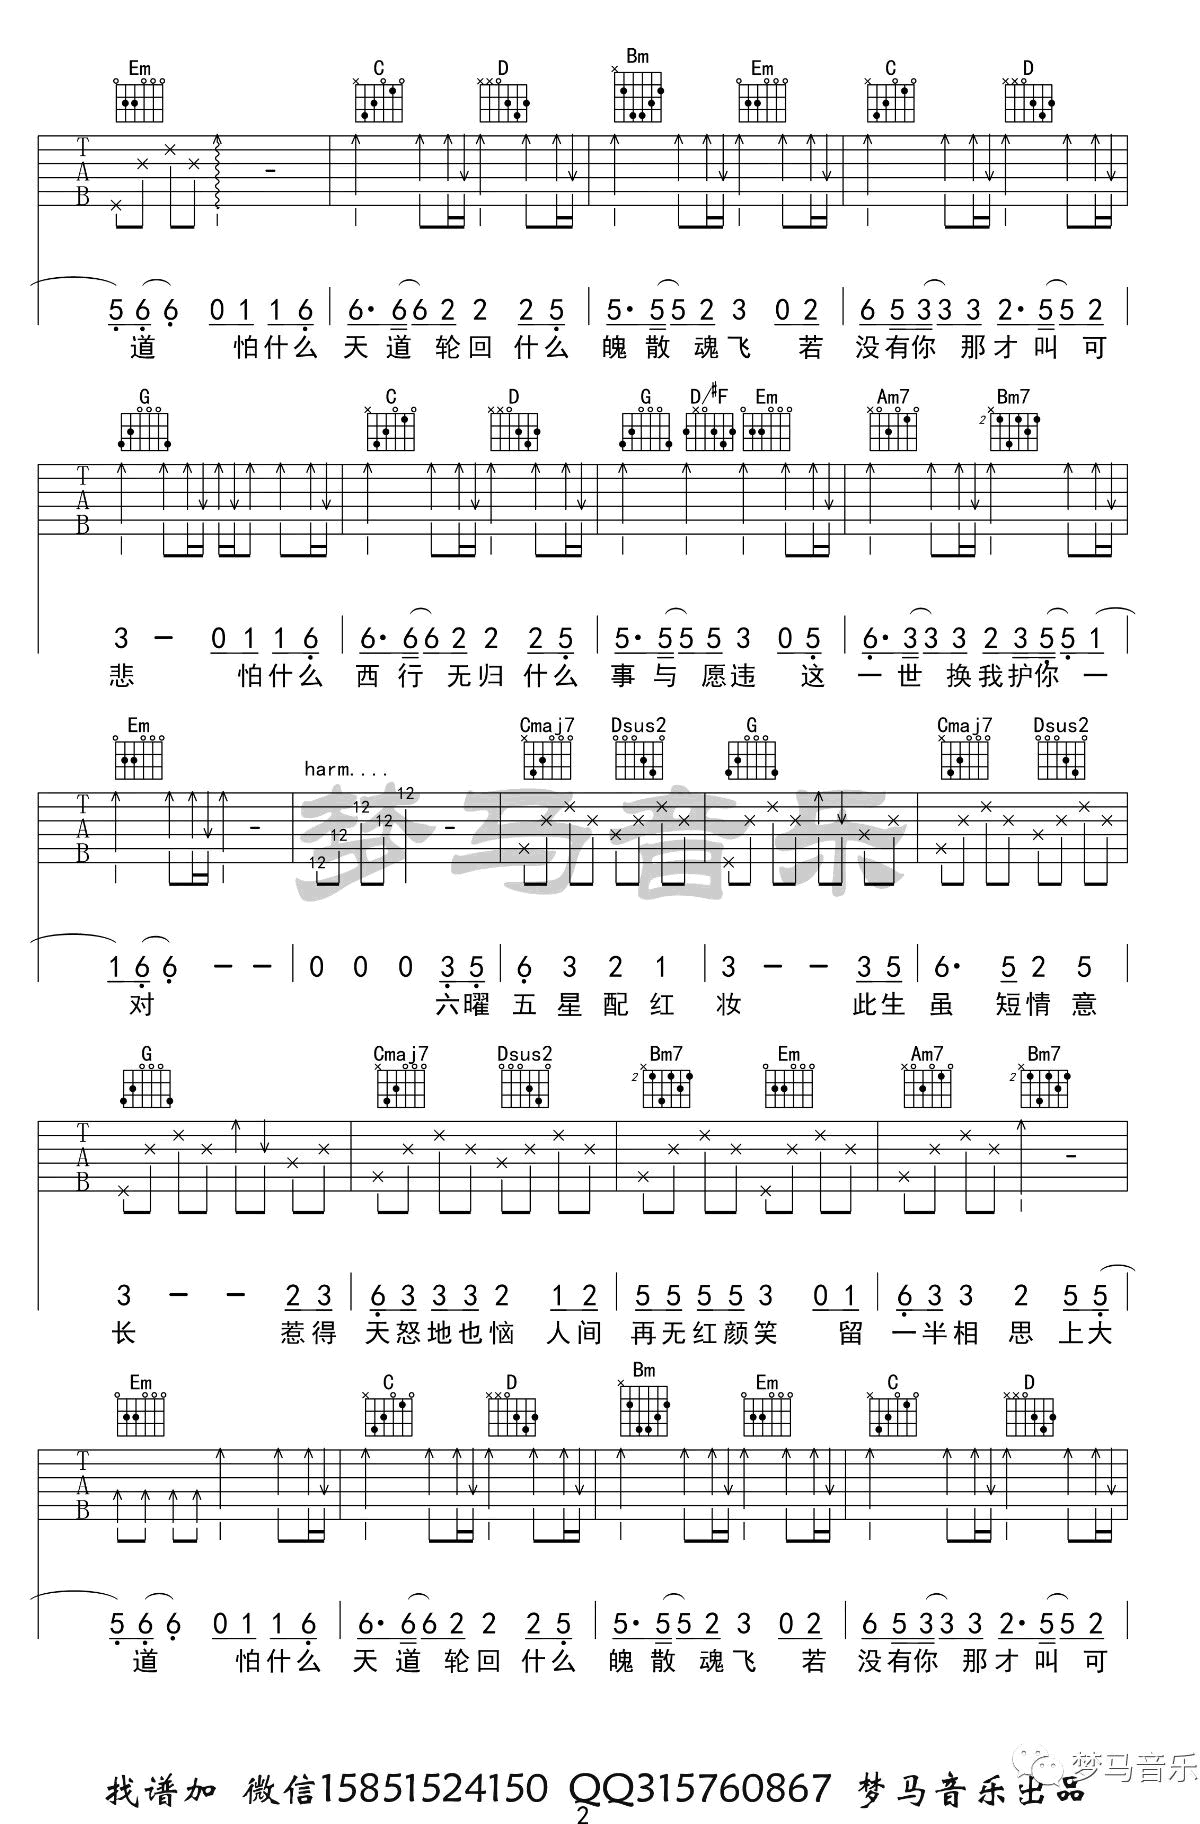 Em C D Bm Em C D
T
A
B
5 6 6 0 1 1 6 6· 6 6 2 2 2 5 5· 5 5 2 3 0 2 6 5 3 3 3 2· 5 5 2
道 怕什么 天道轮回什么 魄散魂飞 若 没有你那才叫可
G C D G D/#F Em Am7 Bm7
2
T
A
B
3 - 0 1 1 6 6· 6 6 2 2 2 5 5· 5 5 5 5 3 0 5 6· 3 3 3 2 3 5 5 1
悲 怕什么 西行无归什么 事与愿违 这 一世换我护你一
Em Cmaj7 Dsus2 G Cmaj7 Dsus2
harm....
T
A
B
12 12 12 12 12
梦马音乐
1 6 6 - - 0 0 0 3 5 6 3 2 1 3 - - 3 5 6· 5 2 5
对 六曜 五星配红 妆 此生 虽短情意
G Cmaj7 Dsus2 Bm7 Em Am7 Bm7
2 2
T
A
B
3 - - 2 3 6 3 3 3 2 1 2 5 5 5 5 3 0 1 6 3 3 2 5 5
长 惹得 天怒地也恼 人间 再无红颜笑 留 一半相思上大
Em C D Bm Em C D
T
A
B
5 6 6 0 1 1 6 6· 6 6 2 2 2 5 5· 5 5 2 3 0 2 6 5 3 3 3 2· 5 5 2
道 怕什么 天道轮回什么 魄散魂飞 若 没有你那才叫可
梦马音乐
找谱加 微信15851524150 QQ315760867 梦马音乐出品
2